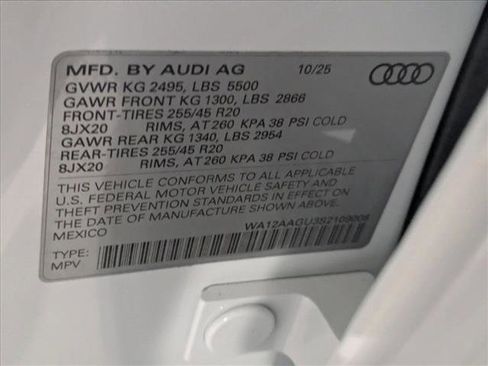 MFD. BY AUDI AG 10/25
GVWR KG 2495, LBS 5500
GAWR FRONT KG 1300, LBS 2866
FRONT-TIRES 255/45 R20
8JX20 RIMS, AT 260 KPA 38 PSI COLD
GAWR REAR KG 1340, LBS 2954
REAR-TIRES 255/45 R20
8JX20 RIMS, AT 260 KPA 38 PSI COLD
THIS VEHICLE CONFORMS TO ALL APPLICABLE
U.S. FEDERAL MOTOR VEHICLE SAFETY AND
THEFT PREVENTION STANDARDS IN EFFECT ON
THE DATE OF MANUFACTURE SHOWN ABOVE.
MEXICO
TYPE:
MPV